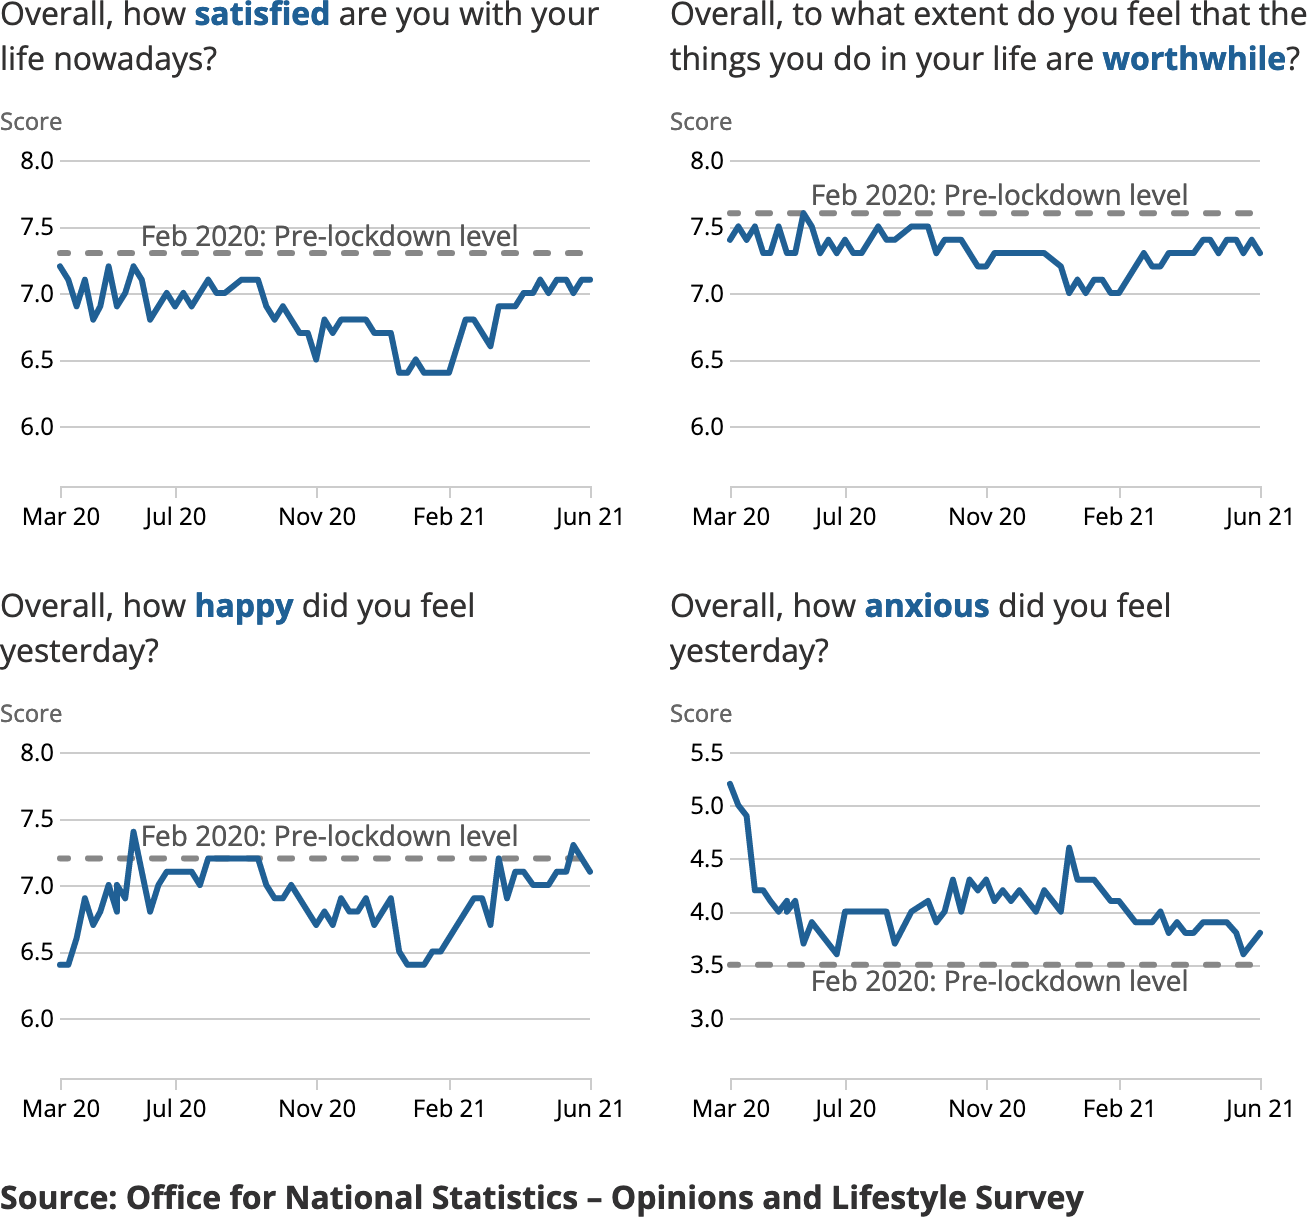 Overall, how satisfied are you with your
life nowadays?
Score
8.0
7.5
Feb 2020: Pre-lockdown level
7.0
6.5
6.0
Mar 20 Jul 20 Nov 20 Feb 21 Jun 21
Overall, to what extent do you feel that the
things you do in your life are worthwhile?
Score
8.0
Feb 2020: Pre-lockdown level
7.5
7.0
6.5
6.0
Mar 20 Jul 20 Nov 20 Feb 21 Jun 21
Overall, how happy did you feel
yesterday?
Score
8.0
7.5
Feb 2020: Pre-lockdown level
7.0
6.5
6.0
Mar 20 Jul 20 Nov 20 Feb 21 Jun 21
Overall, how anxious did you feel
yesterday?
Score
5.5
5.0
4.5
4.0
3.5
Feb 2020: Pre-lockdown level
3.0
Mar 20 Jul 20 Nov 20 Feb 21 Jun 21
Source: Office for National Statistics – Opinions and Lifestyle Survey